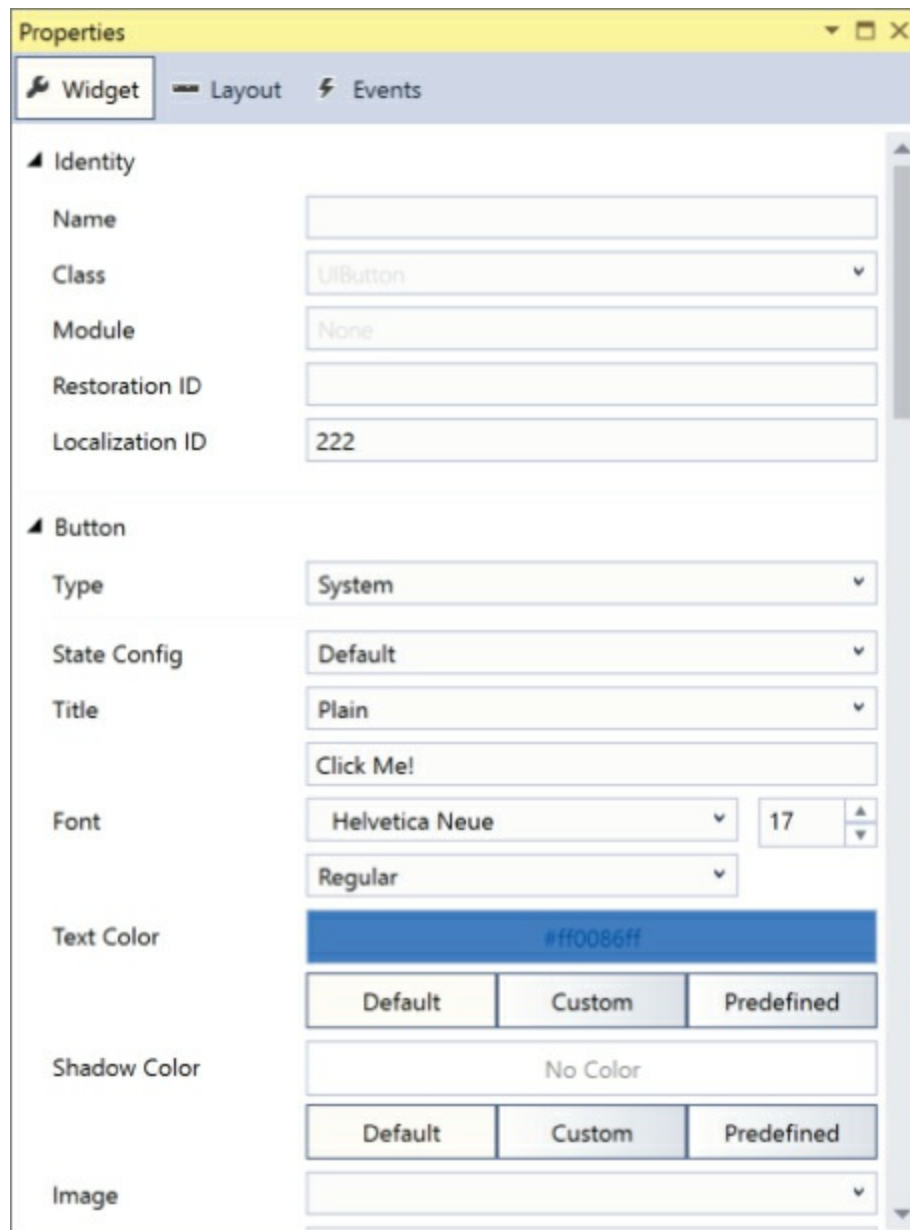 Properties
Widget Layout Events
Identity
Name
Class UIButton
Module None
Restoration ID
Localization ID 222
Button
Type System
State Config Default
Title Plain
Click Me!
Font Helvetica Neue 17
Regular
Text Color #ff0086ff
Default Custom Predefined
Shadow Color No Color
Default Custom Predefined
Image